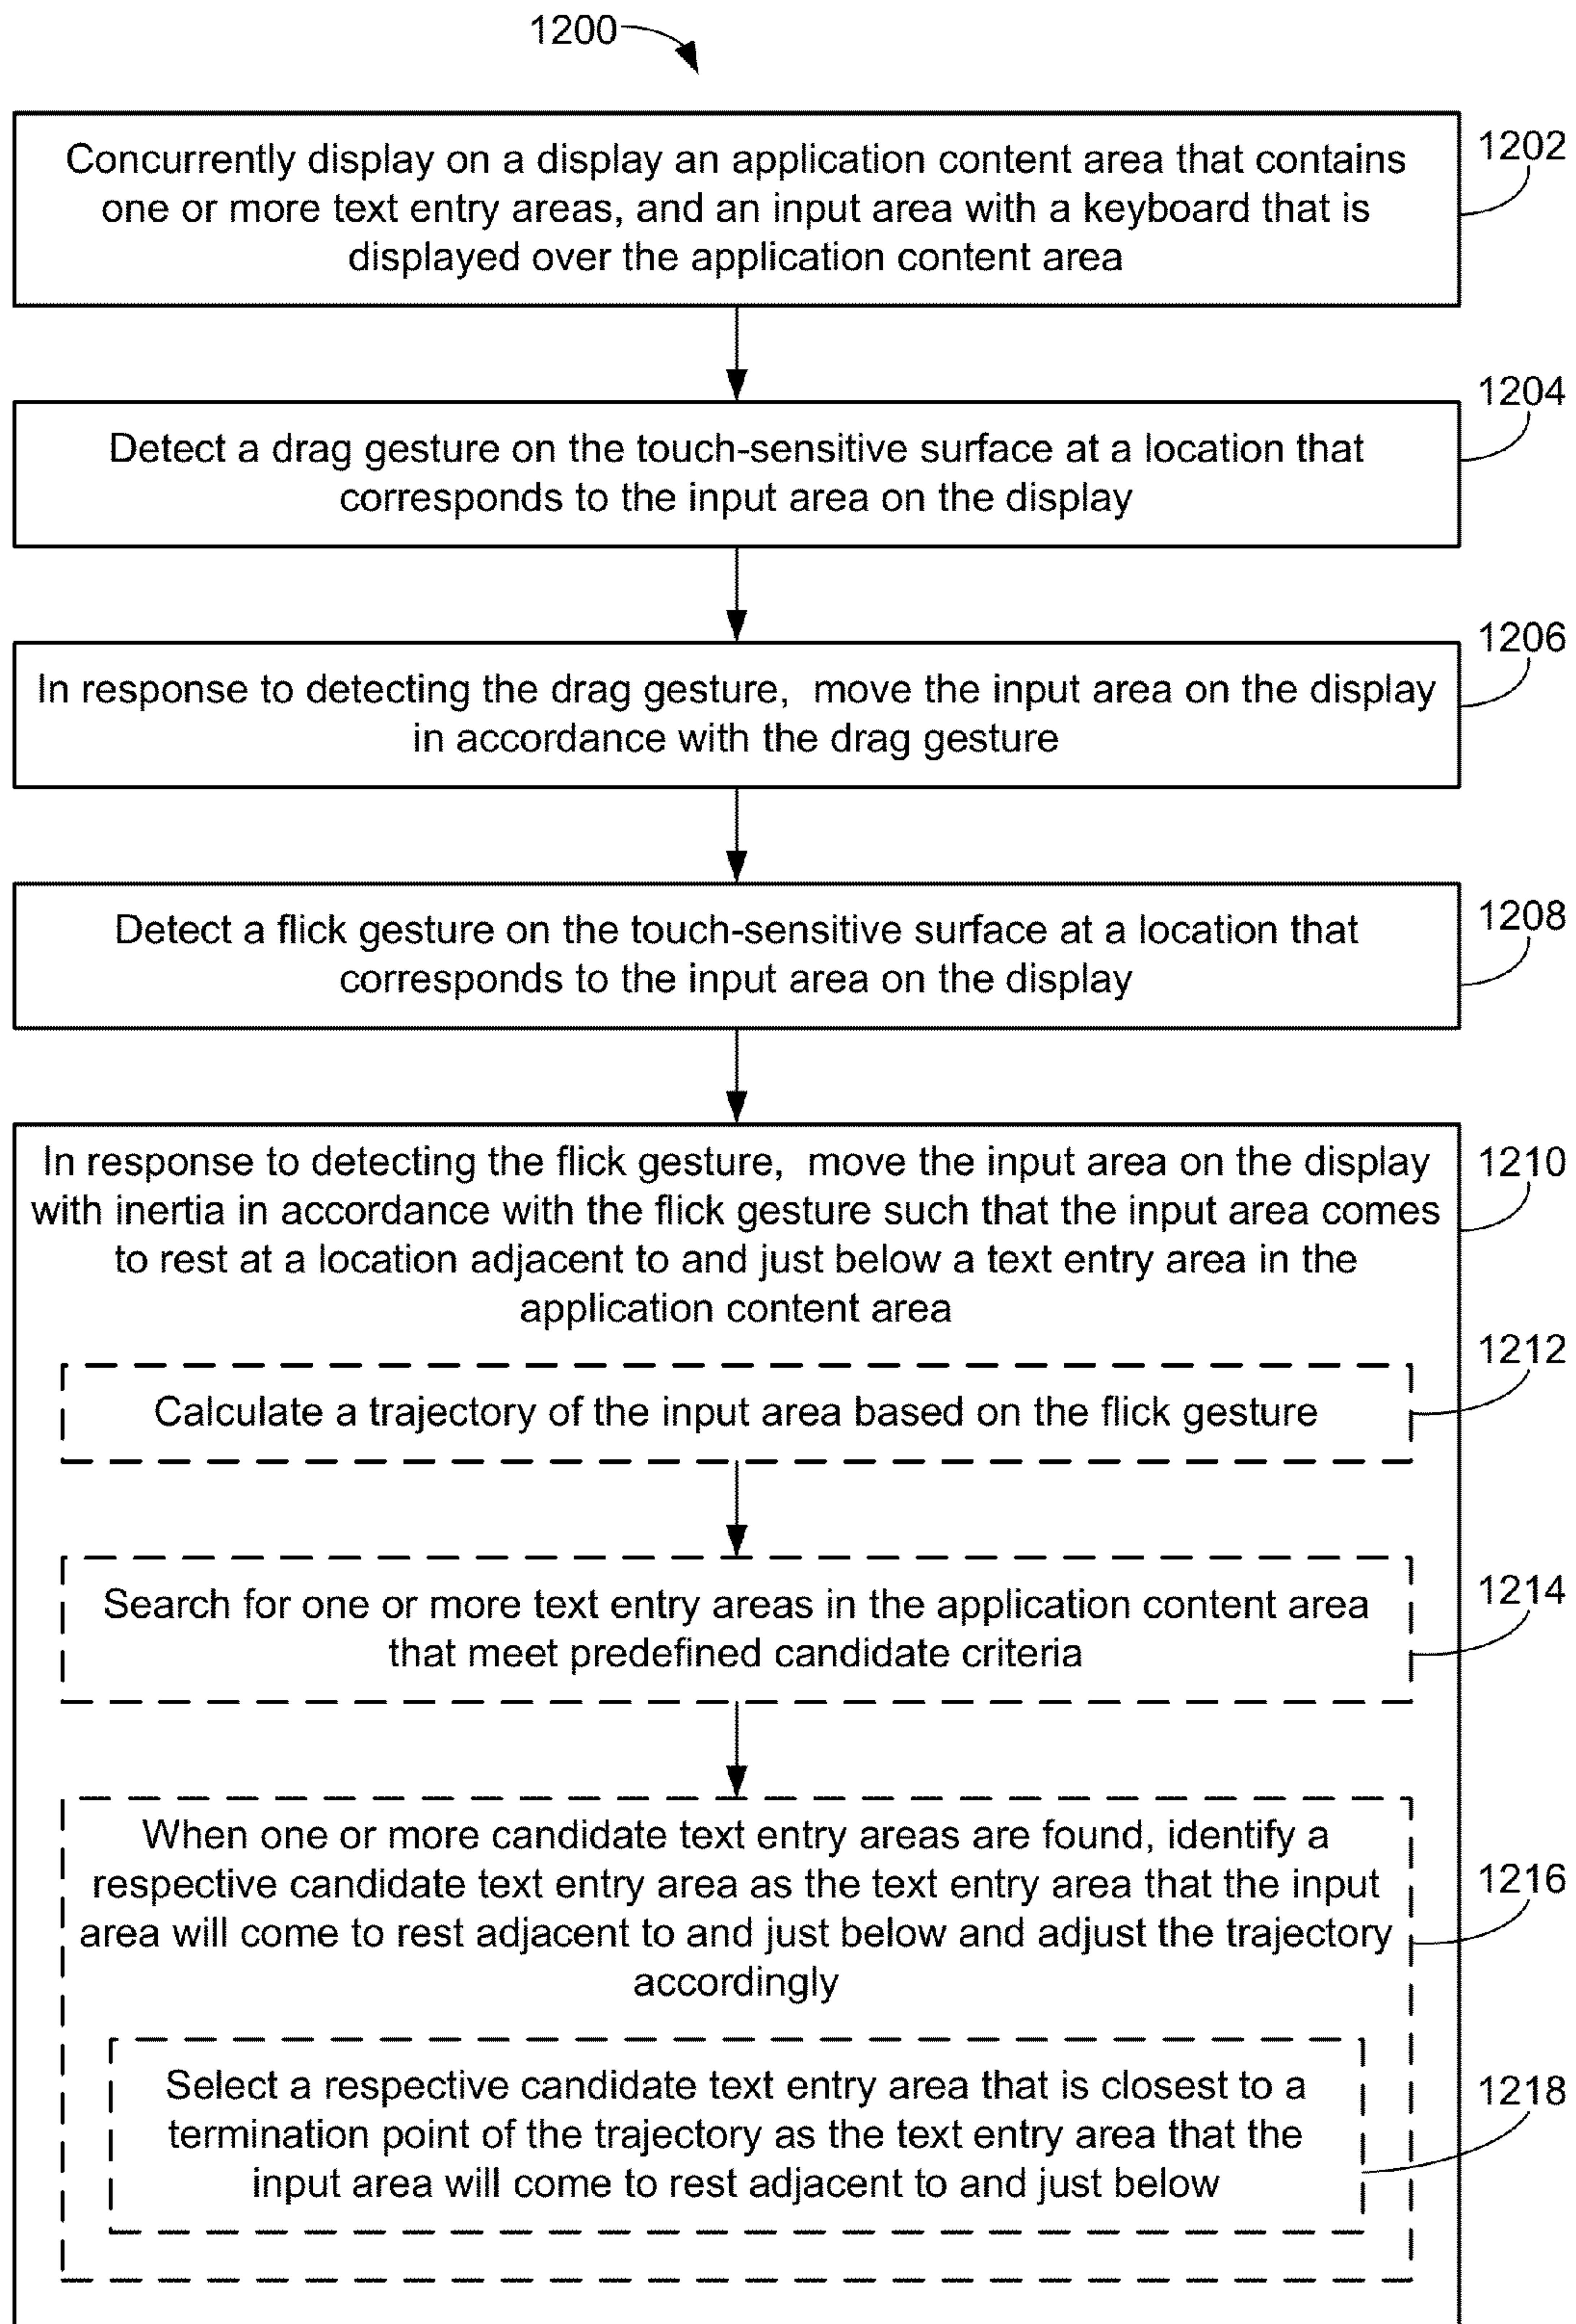 1200
Concurrently display on a display an application content area that contains
one or more text entry areas, and an input area with a keyboard that is
displayed over the application content area
1202
Detect a drag gesture on the touch-sensitive surface at a location that
corresponds to the input area on the display
1204
In response to detecting the drag gesture, move the input area on the display
in accordance with the drag gesture
1206
Detect a flick gesture on the touch-sensitive surface at a location that
corresponds to the input area on the display
1208
In response to detecting the flick gesture, move the input area on the display
with inertia in accordance with the flick gesture such that the input area comes
to rest at a location adjacent to and just below a text entry area in the
application content area
1210
Calculate a trajectory of the input area based on the flick gesture
1212
Search for one or more text entry areas in the application content area
that meet predefined candidate criteria
1214
When one or more candidate text entry areas are found, identify a
respective candidate text entry area as the text entry area that the input
area will come to rest adjacent to and just below and adjust the trajectory
accordingly
1216
Select a respective candidate text entry area that is closest to a
termination point of the trajectory as the text entry area that the
input area will come to rest adjacent to and just below
1218